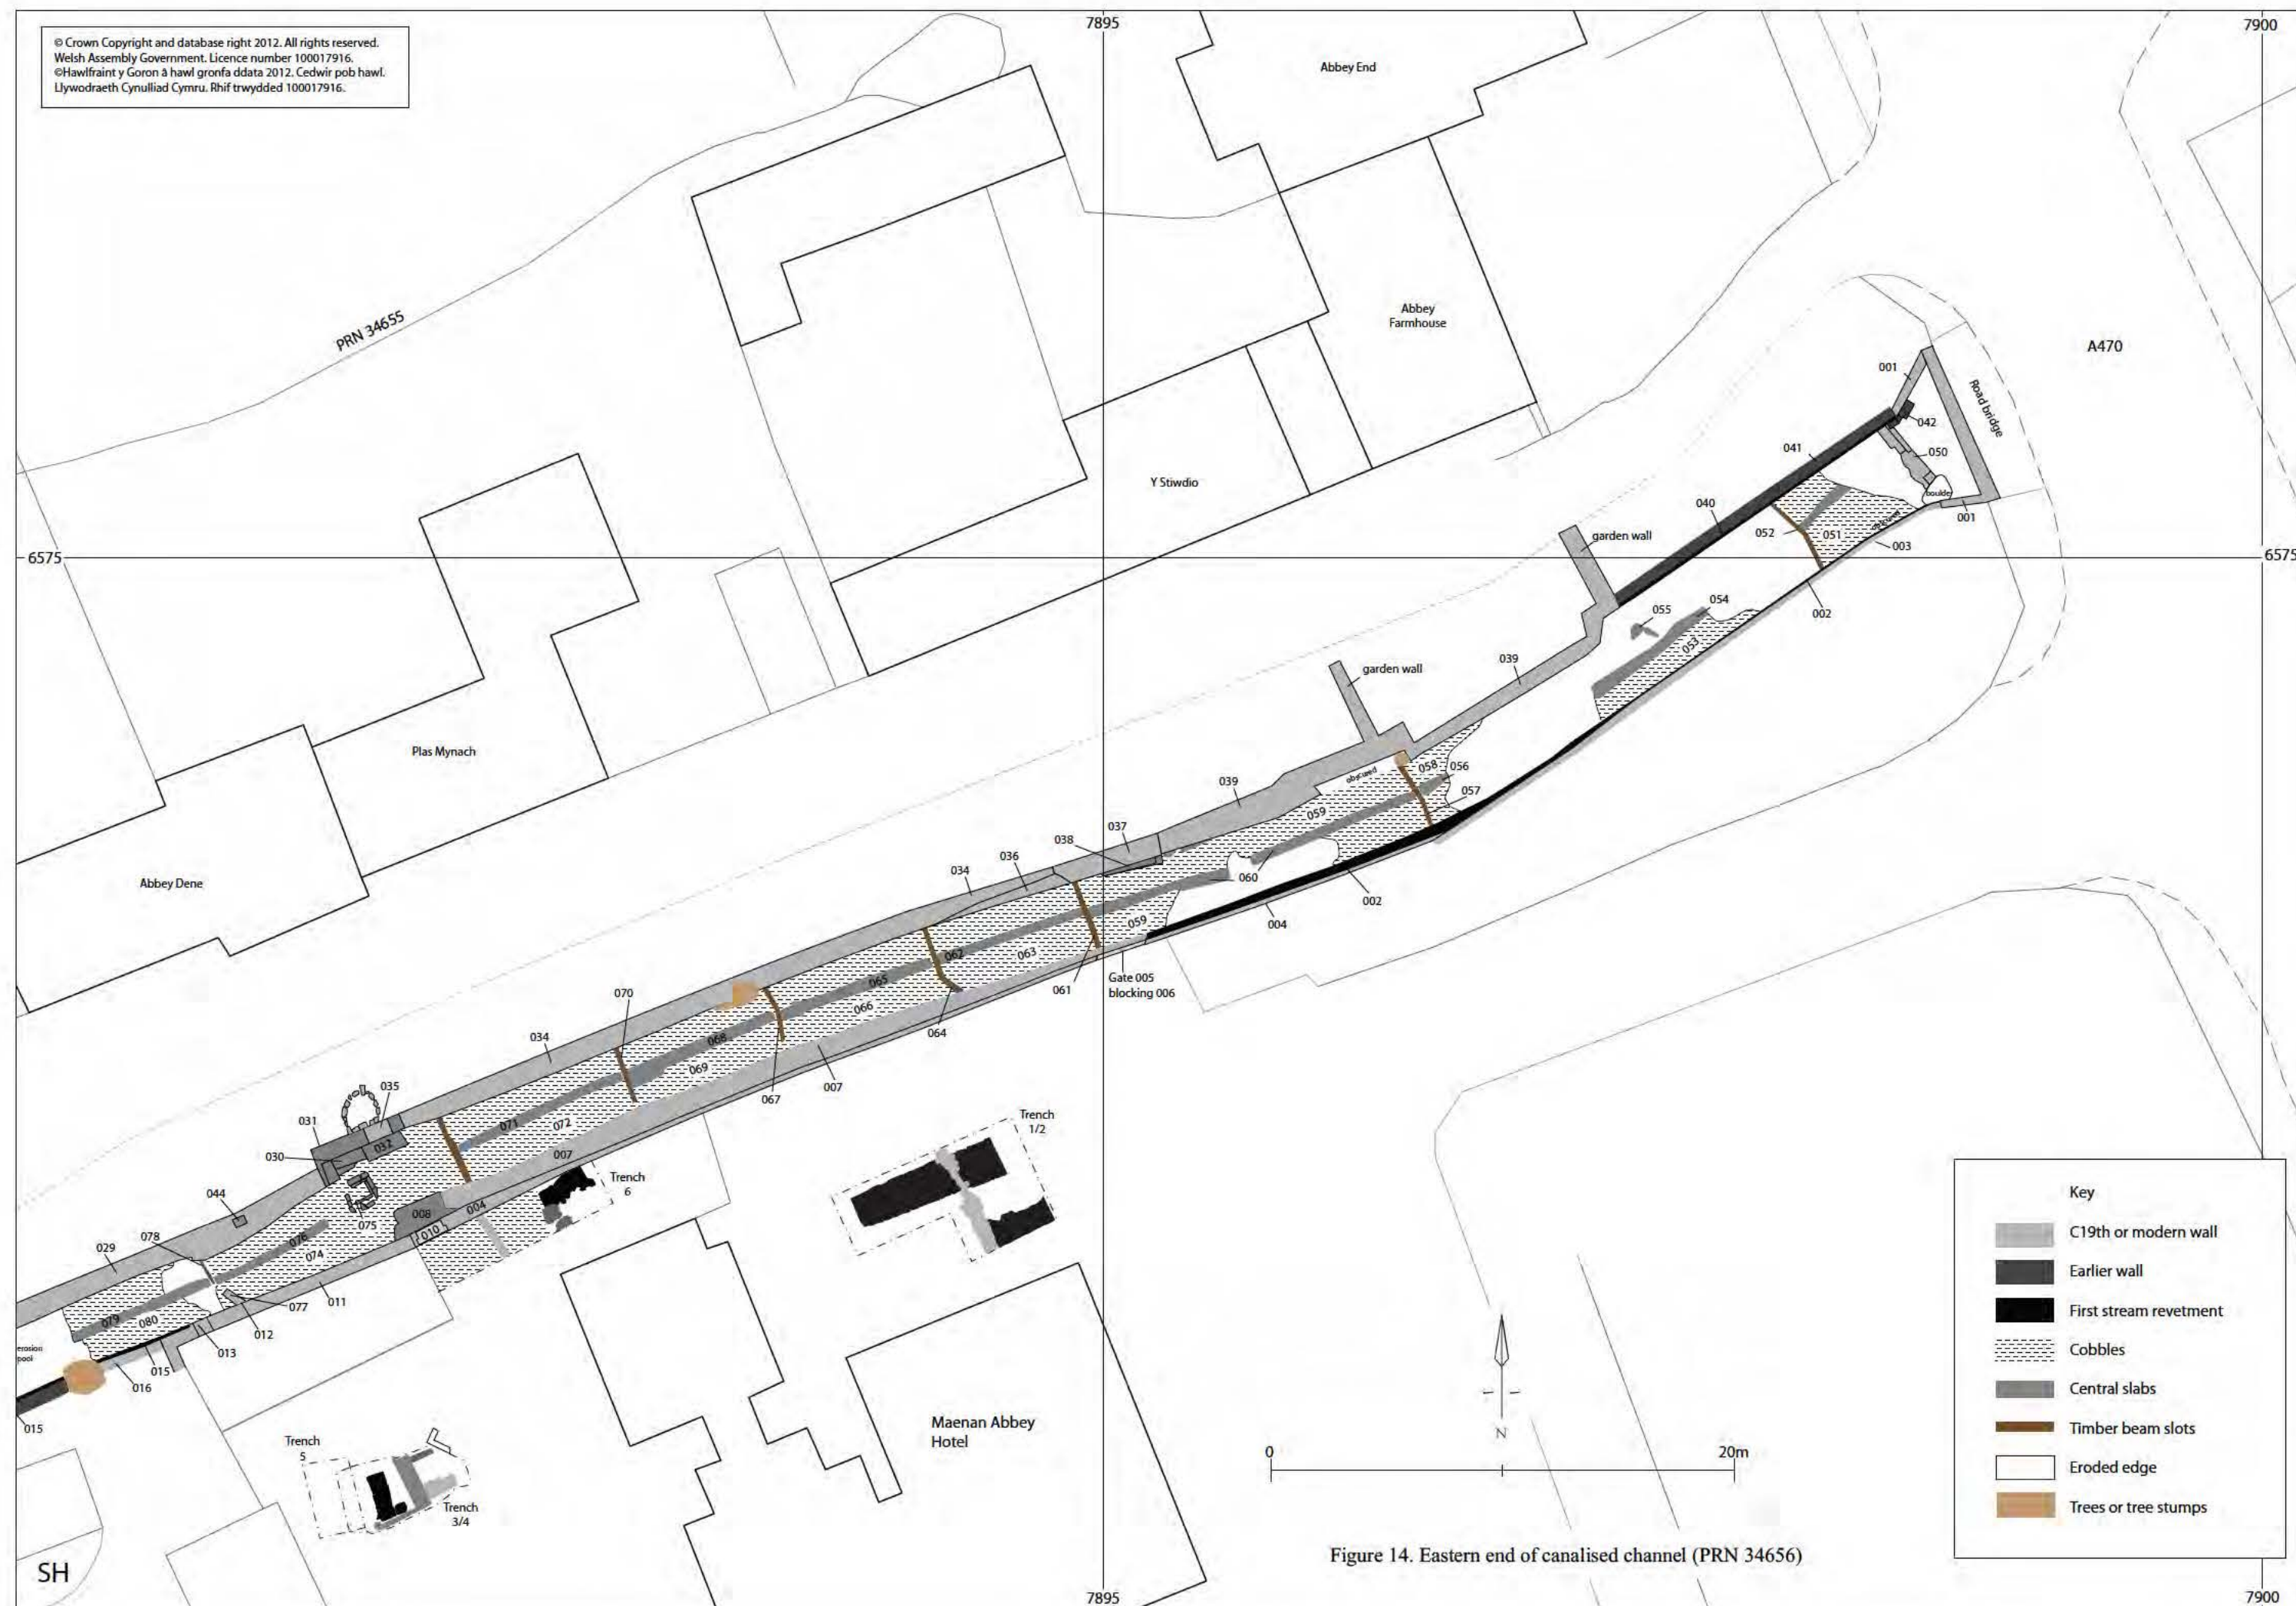 © Crown Copyright and database right 2012. All rights reserved.
Welsh Assembly Government. Licence number 100017916.
©Hawlfraint y Goron â hawl gronfa ddata 2012. Cedwir pob hawl.
Llywodraeth Cynulliad Cymru. Rhif trwydded 100017916.
7895
7900
Abbey End
PRN 34655
Abbey
Farmhouse
A470
Road bridge
001
042
050
boulder
001
041
040
052
051
obscured
003
002
Y Stiwdio
6575
6575
garden wall
055
054
053
garden wall
039
Plas Mynach
039
obscured
058
056
057
059
037
038
036
034
060
002
004
059
Abbey Dene
062
063
061
Gate 005
blocking 006
065
066
064
070
034
068
069
067
007
035
031
032
030
071
072
007
Trench
6
Trench
1/2
044
075
008
004
010
078
076
074
029
077
011
012
079
080
013
erosion
pool
015
016
015
Trench
5
Trench
3/4
Maenan Abbey
Hotel
SH
N
0
20m
Figure 14. Eastern end of canalised channel (PRN 34656)
7895
7900
Key
C19th or modern wall
Earlier wall
First stream revetment
Cobbles
Central slabs
Timber beam slots
Eroded edge
Trees or tree stumps